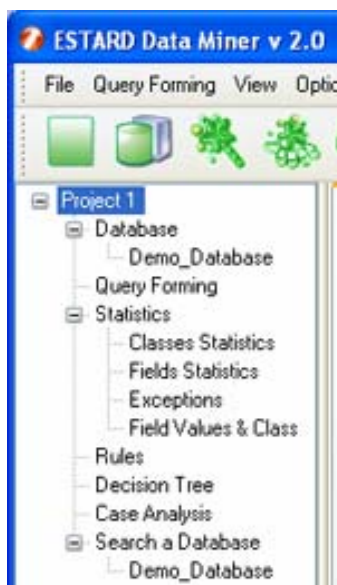 ESTARD Data Miner v 2.0
File Query Forming View
Project 1
Database
Demo_Database
Query Forming
Statistics
Classes Statistics
Fields Statistics
Exceptions
Field Values & Class
Rules
Decision Tree
Case Analysis
Search a Database
Demo_Database